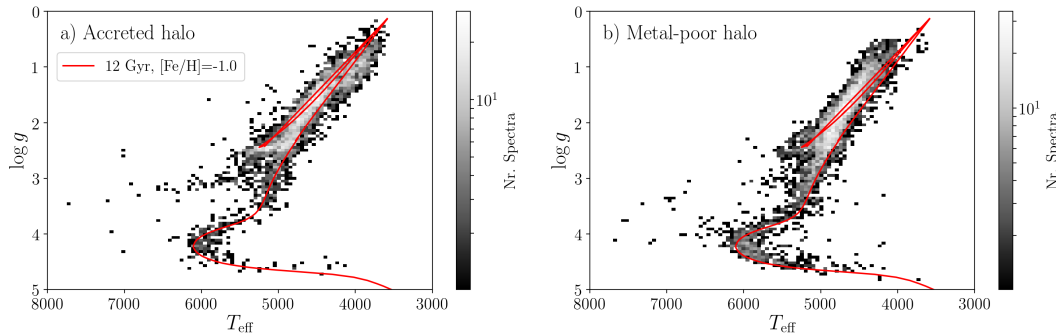 a) Accreted halo
12 Gyr, [Fe/H]=-1.0
0
1
2
3
4
5
log g
8000 7000 6000 5000 4000 3000
T_eff
10^1
Nr. Spectra
b) Metal-poor halo
0
1
2
3
4
5
log g
8000 7000 6000 5000 4000 3000
T_eff
10^1
Nr. Spectra